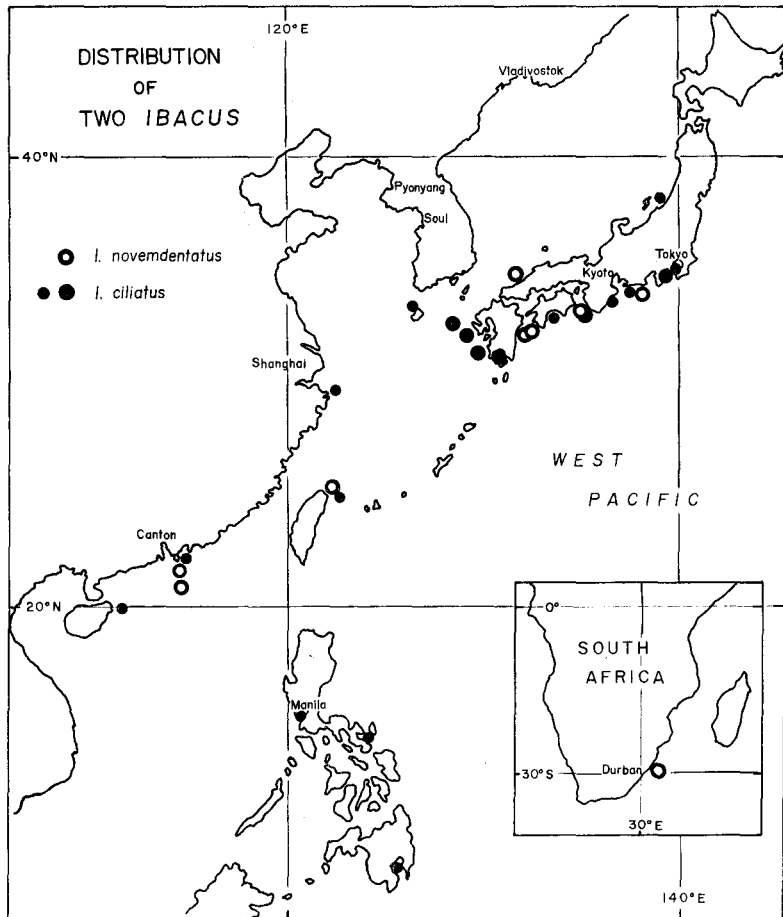 120°E
DISTRIBUTION
OF
TWO IBACUS
Vladivostok
40°N
Pyonyang
Soul
I. novemdentatus
I. ciliatus
Tokyo
Kyoto
Shanghai
WEST
PACIFIC
Canton
20°N
0°
SOUTH
AFRICA
Manila
Durban
30°S
30°E
140°E